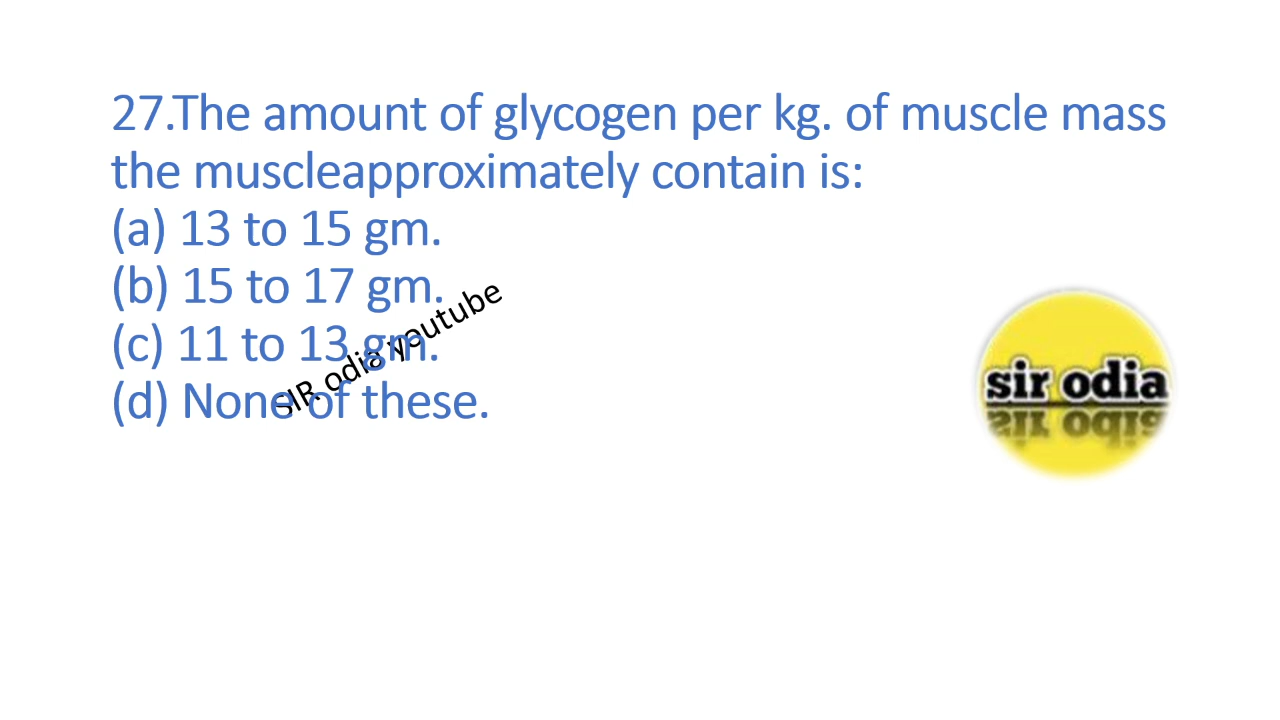 27.The amount of glycogen per kg. of muscle mass
the muscleapproximately contain is:
(a) 13 to 15 gm.
(b) 15 to 17 gm.
(c) 11 to 13 gm.
(d) None of these.
SIR odia youtube
sir odia